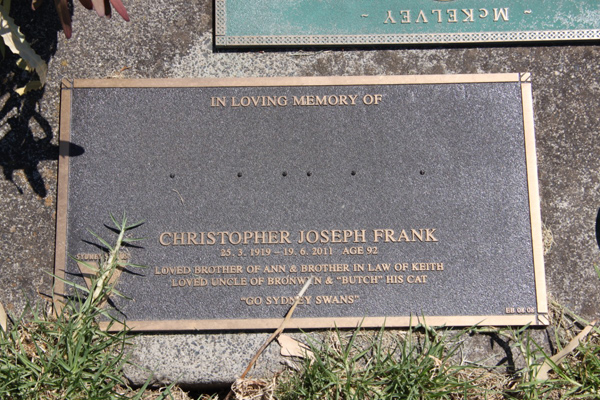 McKELVEY
IN LOVING MEMORY OF
CHRISTOPHER JOSEPH FRANK
25. 3. 1919 – 19. 6. 2011 AGE 92
LOVED BROTHER OF ANN & BROTHER IN LAW OF KEITH
LOVED UNCLE OF BRONWEN & "BUTCH" HIS CAT
"GO SYDNEY SWANS"